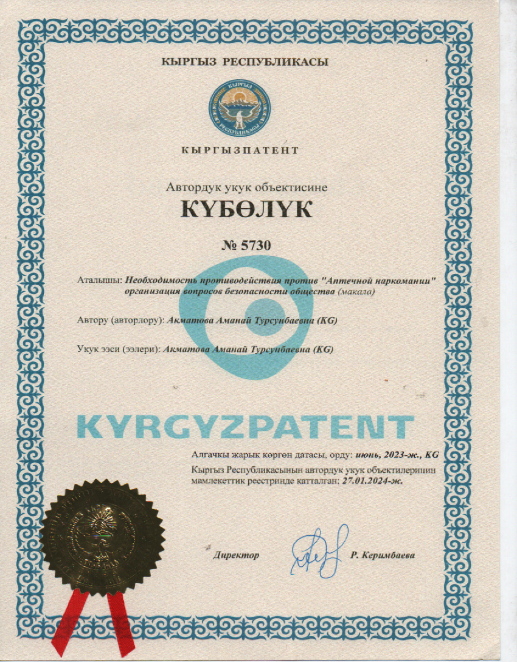 КЫРГЫЗ РЕСПУБЛИКАСЫ
КЫРГЫЗ
РЕСПУБЛИКАСЫ
КЫРГЫЗПАТЕНТ
Автордук укук объектисине
КҮБӨЛҮК
№ 5730
Аталышы: Необходимость противодействия против "Аптечной наркомании"
организация вопросов безопасности общества (макала)
Автору (авторлору): Акматова Аманай Турсунбаевна (KG)
Укук ээси (ээлери): Акматова Аманай Турсунбаевна (KG)
KYRGYZPATENT
Алгачкы жарык көргөн датасы, орду: июнь, 2023-ж., KG
Кыргыз Республикасынын автордук укук объектилеринин
мамлекеттик реестринде катталган; 27.01.2024-ж.
Директор
Р. Керимбаева